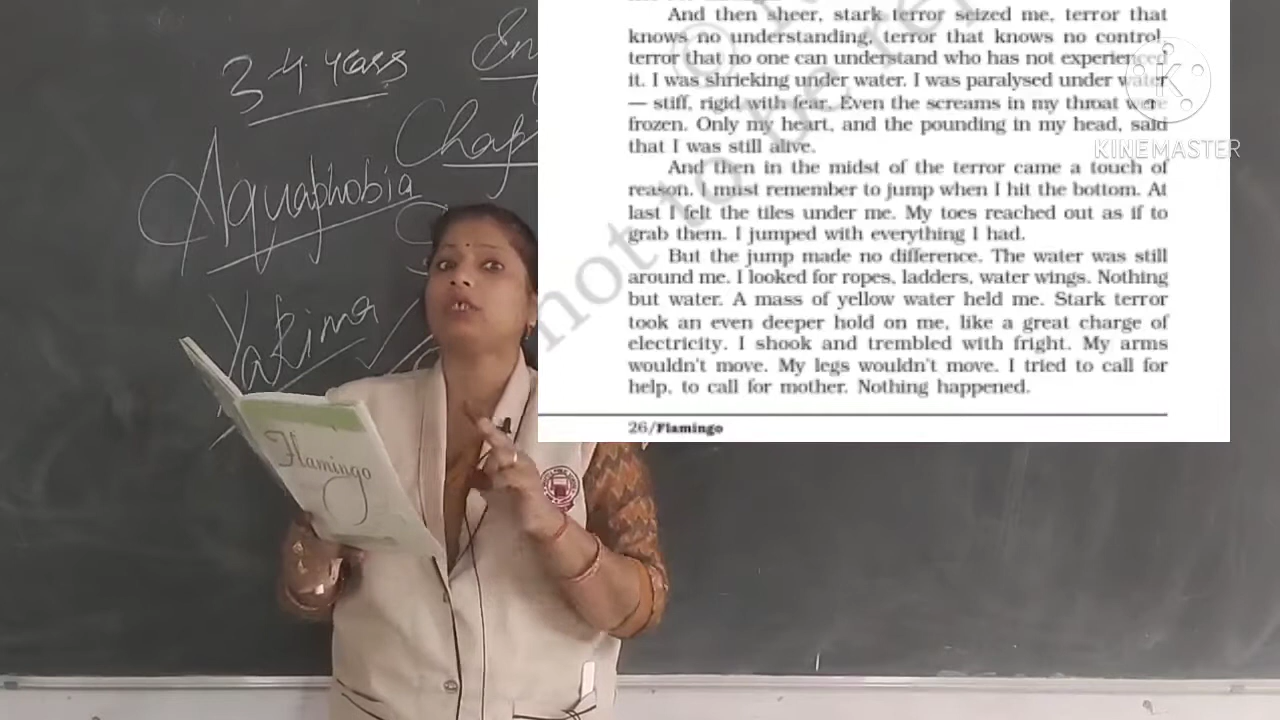 3-4 years
En
Chap
Aquaphobia
Yakima
Flamingo
And then sheer, stark terror seized me, terror that
knows no understanding, terror that knows no control,
terror that no one can understand who has not experienced
it. I was shrieking under water. I was paralysed under water
— stiff, rigid with fear. Even the screams in my throat were
frozen. Only my heart, and the pounding in my head, said
that I was still alive.
And then in the midst of the terror came a touch of
reason. I must remember to jump when I hit the bottom. At
last I felt the tiles under me. My toes reached out as if to
grab them. I jumped with everything I had.
But the jump made no difference. The water was still
around me. I looked for ropes, ladders, water wings. Nothing
but water. A mass of yellow water held me. Stark terror
took an even deeper hold on me, like a great charge of
electricity. I shook and trembled with fright. My arms
wouldn't move. My legs wouldn't move. I tried to call for
help, to call for mother. Nothing happened.
26/Flamingo
not to be re
K
KINEMASTER